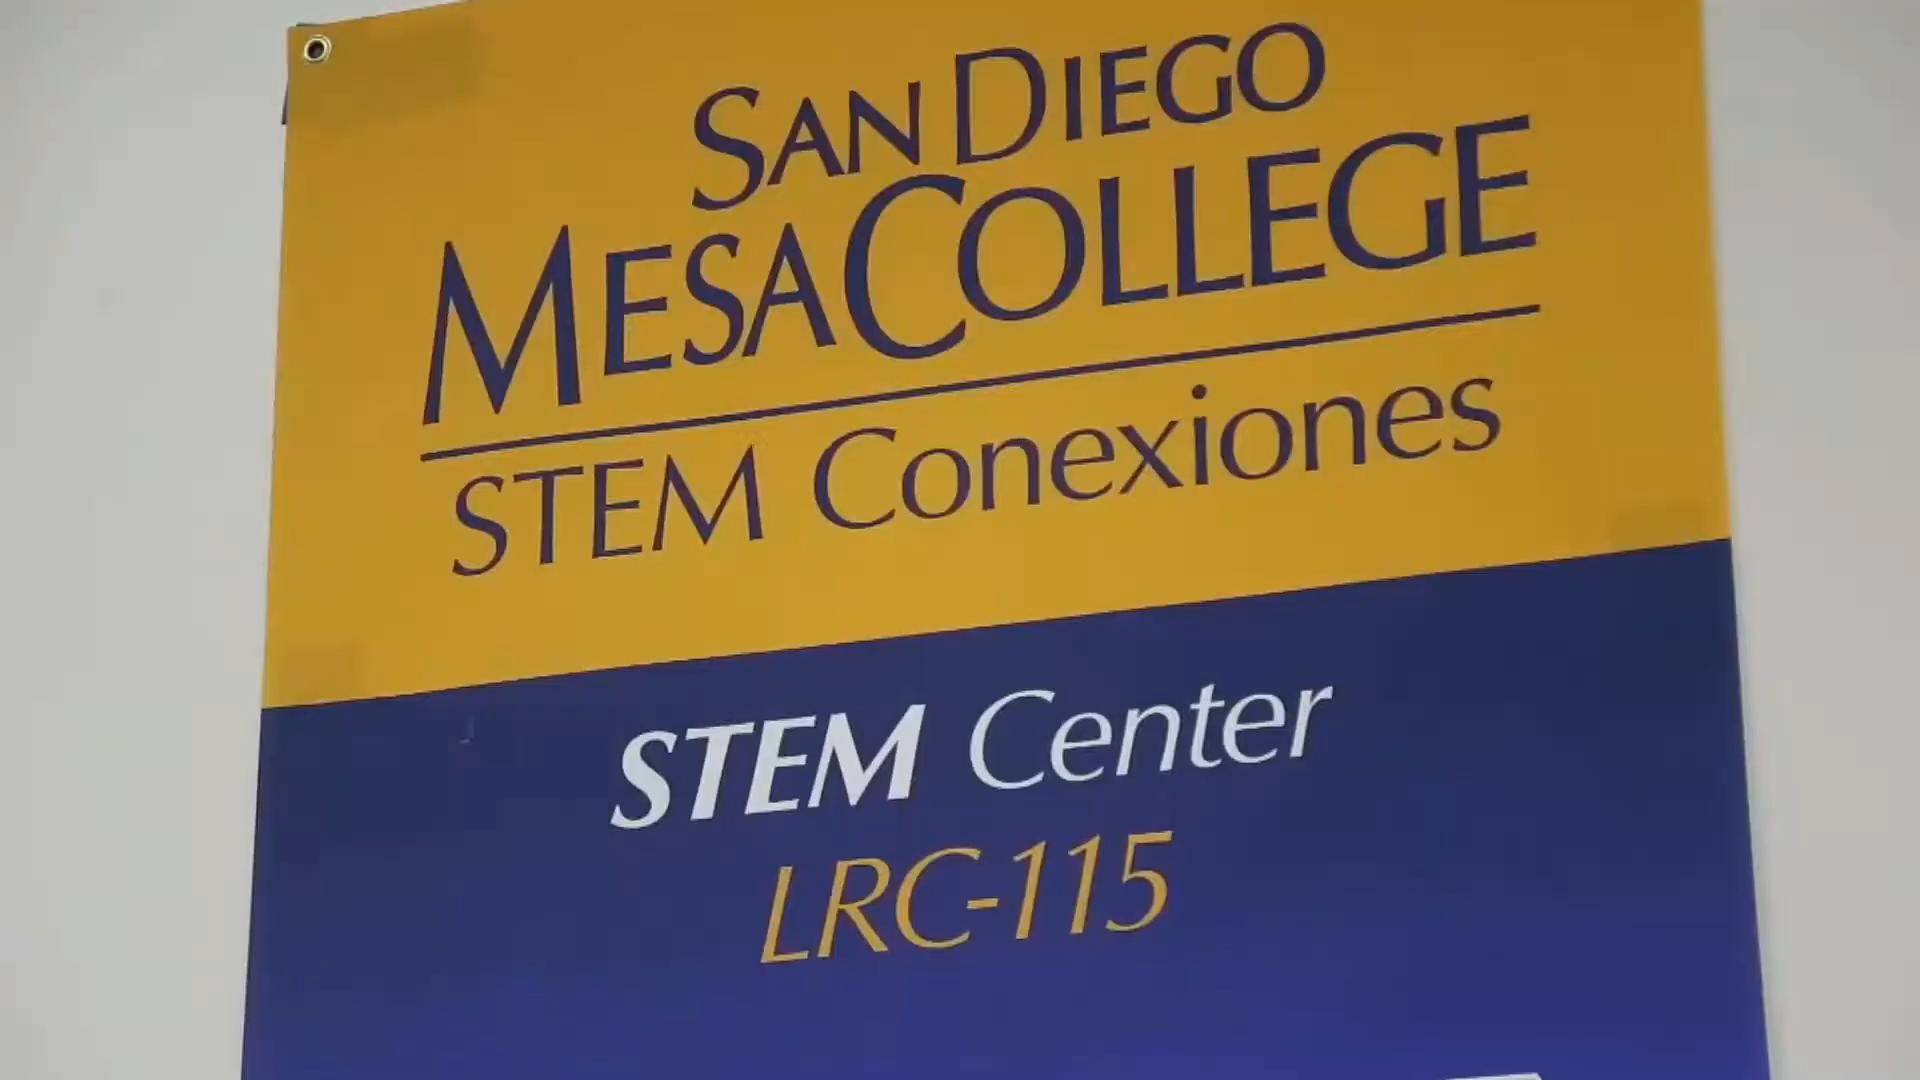 SAN DIEGO
MESA COLLEGE
STEM Conexiones
STEM Center
LRC-115